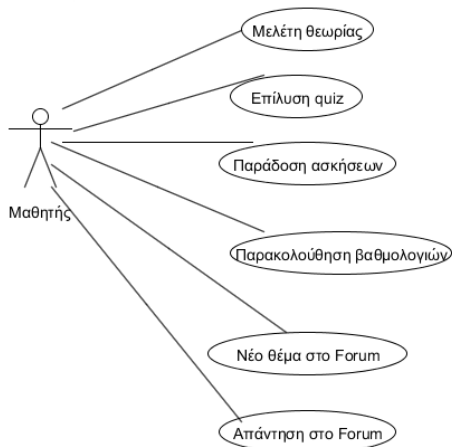 Μελέτη θεωρίας
Επίλυση quiz
Παράδοση ασκήσεων
Μαθητής
Παρακολούθηση βαθμολογιών
Νέο θέμα στο Forum
Απάντηση στο Forum